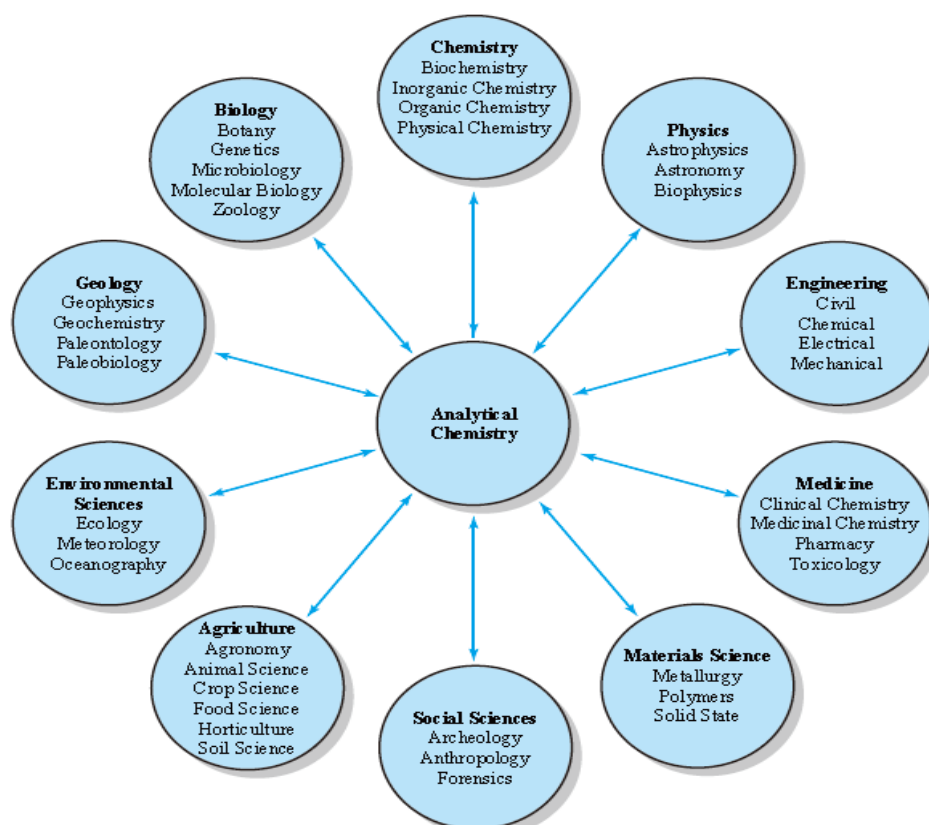 Chemistry
Biochemistry
Inorganic Chemistry
Organic Chemistry
Physical Chemistry
Biology
Botany
Genetics
Microbiology
Molecular Biology
Zoology
Physics
Astrophysics
Astronomy
Biophysics
Geology
Geophysics
Geochemistry
Paleontology
Paleobiology
Engineering
Civil
Chemical
Electrical
Mechanical
Analytical
Chemistry
Environmental
Sciences
Ecology
Meteorology
Oceanography
Medicine
Clinical Chemistry
Medicinal Chemistry
Pharmacy
Toxicology
Agriculture
Agronomy
Animal Science
Crop Science
Food Science
Horticulture
Soil Science
Social Sciences
Archeology
Anthropology
Forensics
Materials Science
Metallurgy
Polymers
Solid State